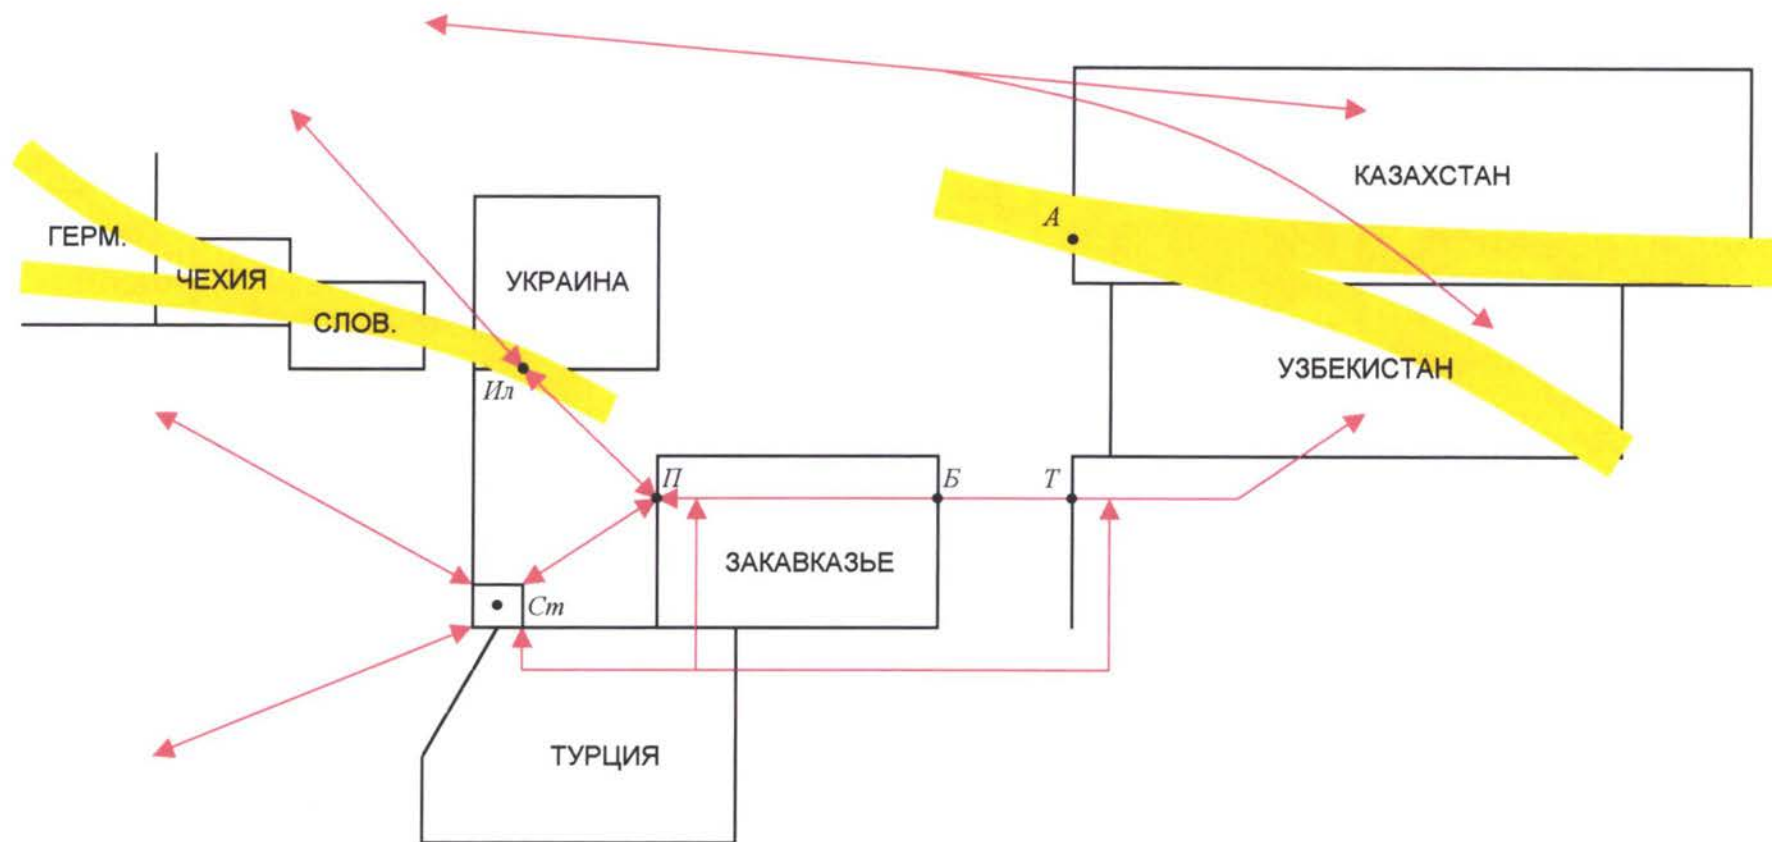 КАЗАХСТАН
А
ГЕРМ.
ЧЕХИЯ
УКРАИНА
СЛОВ.
УЗБЕКИСТАН
Ил
П
Б
Т
ЗАКАВКАЗЬЕ
Ст
ТУРЦИЯ